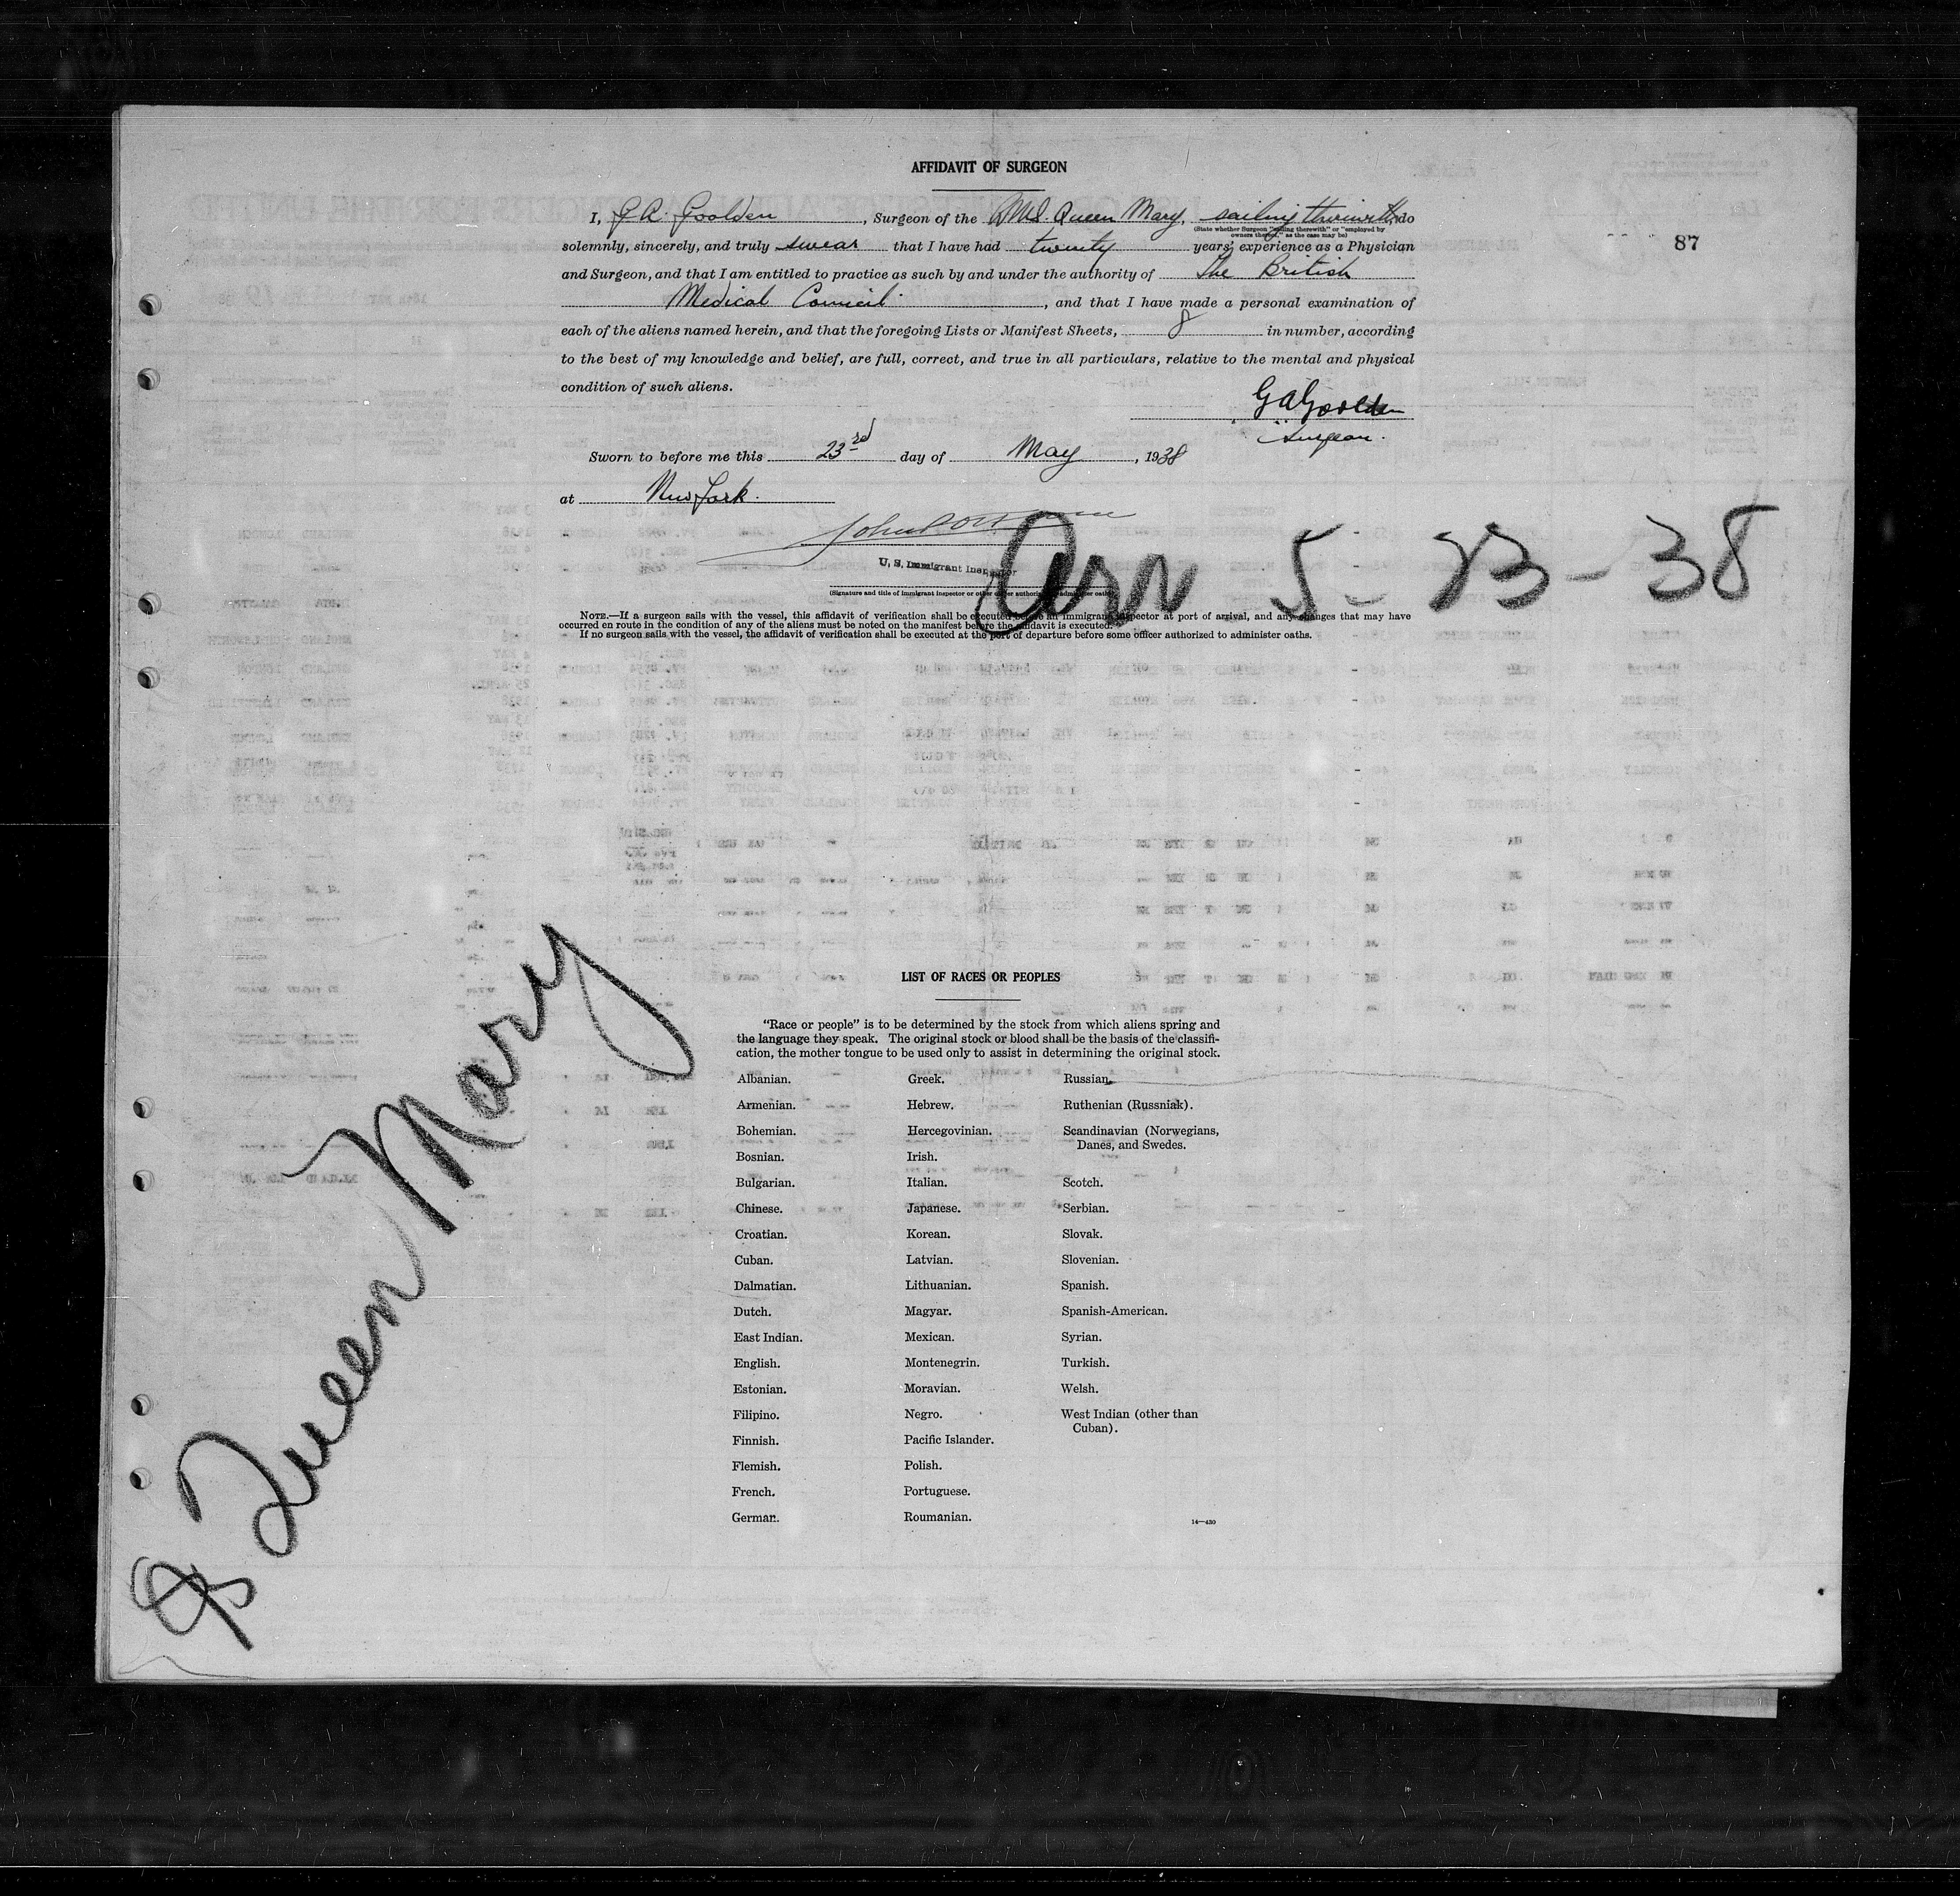 AFFIDAVIT OF SURGEON
I, G.A. Goolden, Surgeon of the R.M.S. Queen Mary, sailing therewith, do
(State whether Surgeon "sailing therewith" or "employed by
owners thereof," as the case may be)
87
solemnly, sincerely, and truly swear that I have had twenty years' experience as a Physician
and Surgeon, and that I am entitled to practice as such by and under the authority of The British
Medical Council, and that I have made a personal examination of
each of the aliens named herein, and that the foregoing Lists or Manifest Sheets, 8 in number, according
to the best of my knowledge and belief, are full, correct, and true in all particulars, relative to the mental and physical
condition of such aliens.
G A Goolden
Surgeon.
Sworn to before me this 23rd day of May, 1938
at New York.
John
U. S. Immigrant Inspector
(Signature and title of immigrant inspector or other officer authorized to administer oaths)
Arr 5-23-38
NOTE.—If a surgeon sails with the vessel, this affidavit of verification shall be executed before an immigrant inspector at port of arrival, and any changes that may have
occurred en route in the condition of any of the aliens must be noted on the manifest before the affidavit is executed.
If no surgeon sails with the vessel, the affidavit of verification shall be executed at the port of departure before some officer authorized to administer oaths.
Queen Mary
LIST OF RACES OR PEOPLES
"Race or people" is to be determined by the stock from which aliens spring and
the language they speak. The original stock or blood shall be the basis of the classifi-
cation, the mother tongue to be used only to assist in determining the original stock.
Albanian.
Armenian.
Bohemian.
Bosnian.
Bulgarian.
Chinese.
Croatian.
Cuban.
Dalmatian.
Dutch.
East Indian.
English.
Estonian.
Filipino.
Finnish.
Flemish.
French.
German.
Greek.
Hebrew.
Hercegovinian.
Irish.
Italian.
Japanese.
Korean.
Latvian.
Lithuanian.
Magyar.
Mexican.
Montenegrin.
Moravian.
Negro.
Pacific Islander.
Polish.
Portuguese.
Roumanian.
Russian.
Ruthenian (Russniak).
Scandinavian (Norwegians,
Danes, and Swedes.
Scotch.
Serbian.
Slovak.
Slovenian.
Spanish.
Spanish-American.
Syrian.
Turkish.
Welsh.
West Indian (other than
Cuban).
14—430